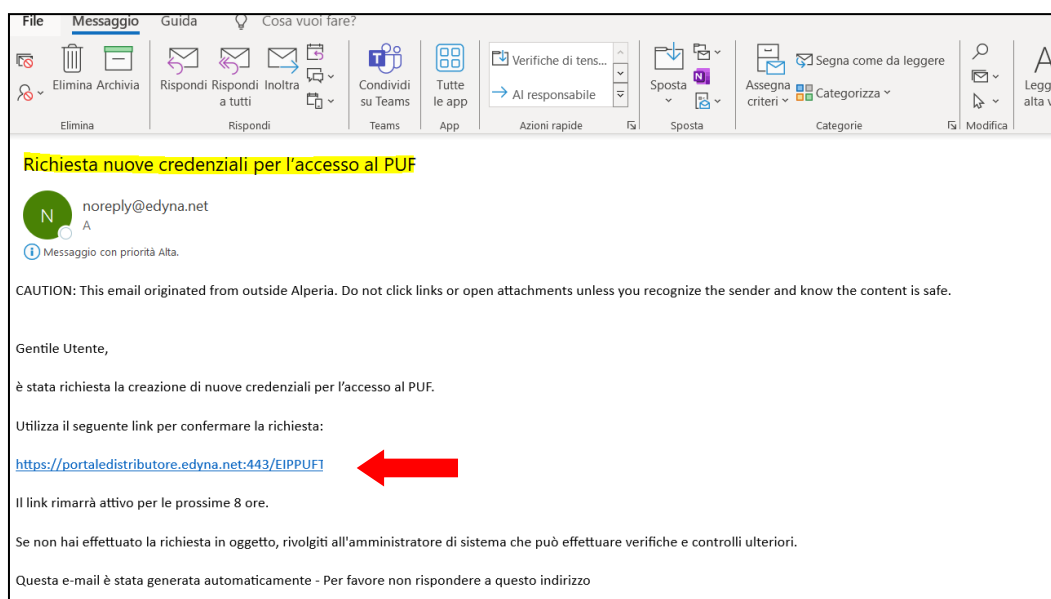 File Messaggio Guida Cosa vuoi fare?
Elimina Archivia
Rispondi Rispondi a tutti Inoltra
Condividi su Teams
Tutte le app
Verifiche di tens...
Al responsabile
Sposta
Assegna criteri
Segna come da leggere
Categorizza
alta
Elimina Rispondi Teams App Azioni rapide Sposta Categorie Modifica
Richiesta nuove credenziali per l’accesso al PUF
N
noreply@edyna.net
A
Messaggio con priorità Alta.
CAUTION: This email originated from outside Alperia. Do not click links or open attachments unless you recognize the sender and know the content is safe.
Gentile Utente,
è stata richiesta la creazione di nuove credenziali per l’accesso al PUF.
Utilizza il seguente link per confermare la richiesta:
https://portaledistributore.edyna.net:443/EIPPUFT
Il link rimarrà attivo per le prossime 8 ore.
Se non hai effettuato la richiesta in oggetto, rivolgiti all'amministratore di sistema che può effettuare verifiche e controlli ulteriori.
Questa e-mail è stata generata automaticamente - Per favore non rispondere a questo indirizzo